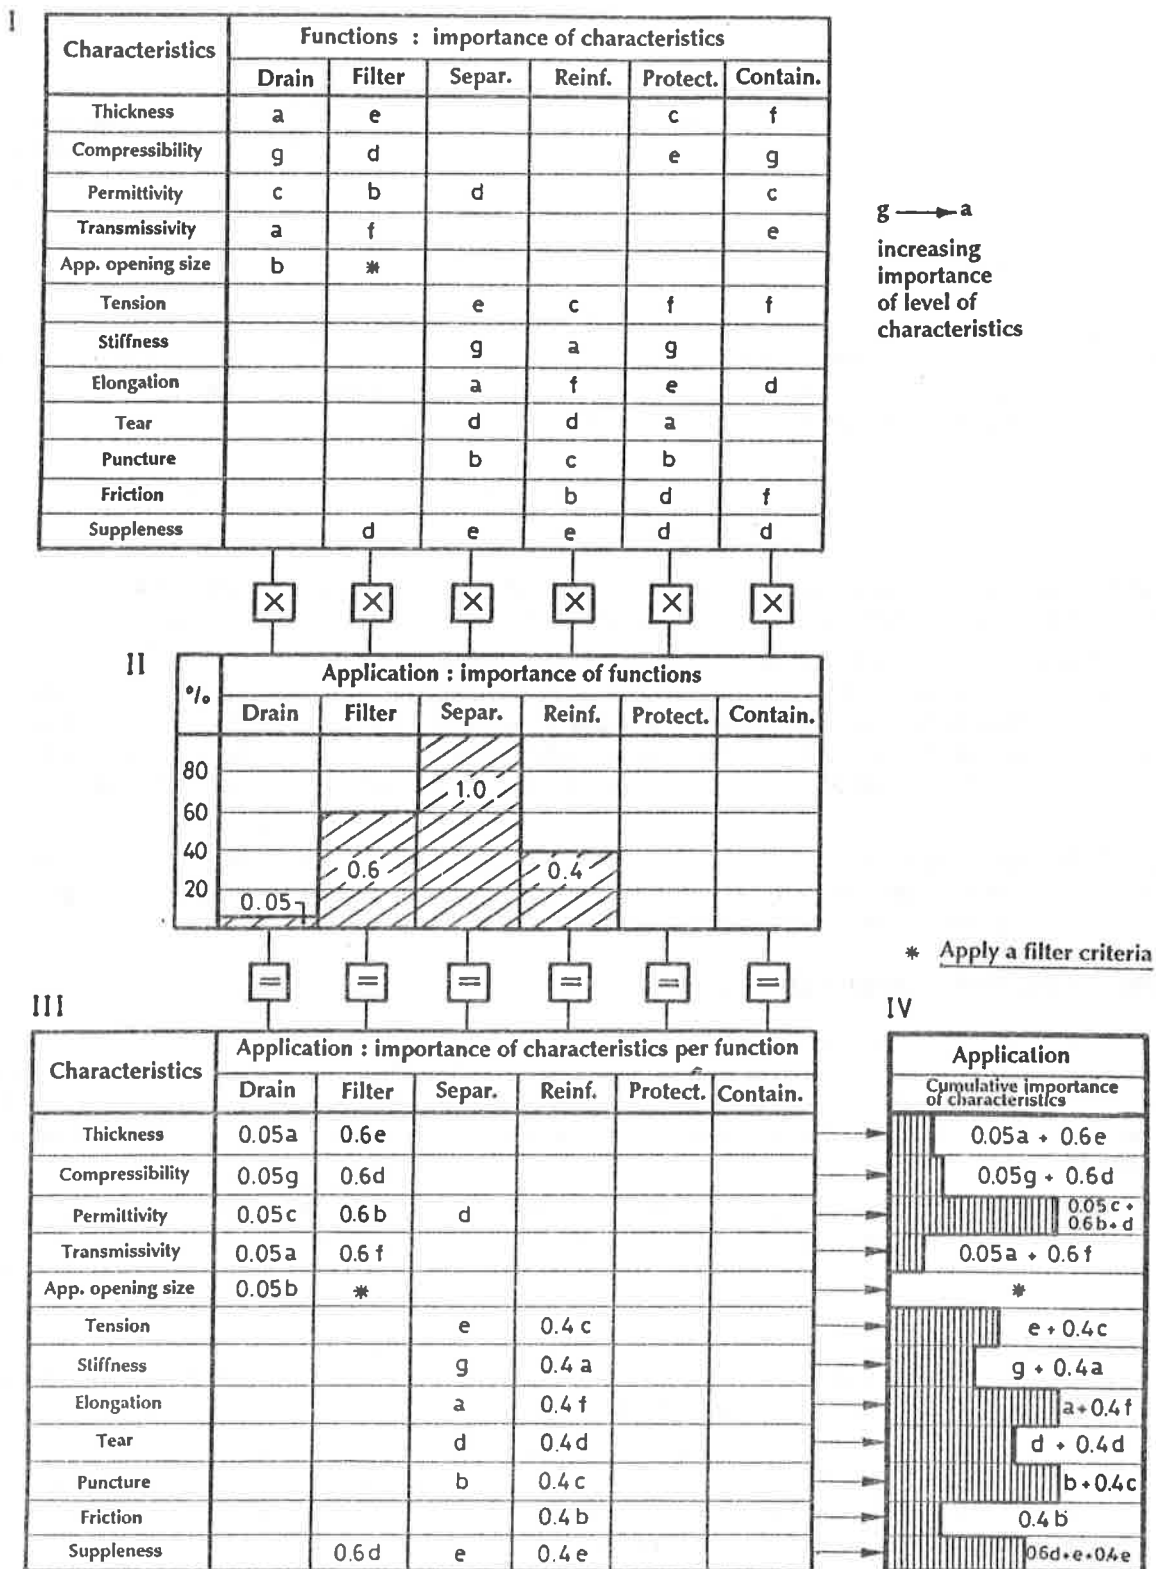 I
Characteristics Functions : importance of characteristics
Drain Filter Separ. Reinf. Protect. Contain.
Thickness a e c f
Compressibility g d e g
Permittivity c b d c
Transmissivity a f e
App. opening size b *
Tension e c f f
Stiffness g a g
Elongation a f e d
Tear d d a
Puncture b c b
Friction b d f
Suppleness d e e d d
g → a
increasing
importance
of level of
characteristics
× × × × × ×
II
% Application : importance of functions
Drain Filter Separ. Reinf. Protect. Contain.
80
60
40
20
0.05
0.6
1.0
0.4
= = = = = =
* Apply a filter criteria
III
Characteristics Application : importance of characteristics per function
Drain Filter Separ. Reinf. Protect. Contain.
Thickness 0.05a 0.6e
Compressibility 0.05g 0.6d
Permittivity 0.05c 0.6b d
Transmissivity 0.05a 0.6f
App. opening size 0.05b *
Tension e 0.4c
Stiffness g 0.4a
Elongation a 0.4f
Tear d 0.4d
Puncture b 0.4c
Friction 0.4b
Suppleness 0.6d e 0.4e
IV
Application
Cumulative importance
of characteristics
0.05a + 0.6e
0.05g + 0.6d
0.05c +
0.6b+d
0.05a + 0.6f
*
e + 0.4c
g + 0.4a
a+0.4f
d + 0.4d
b+0.4c
0.4b
06d+e+0.4e